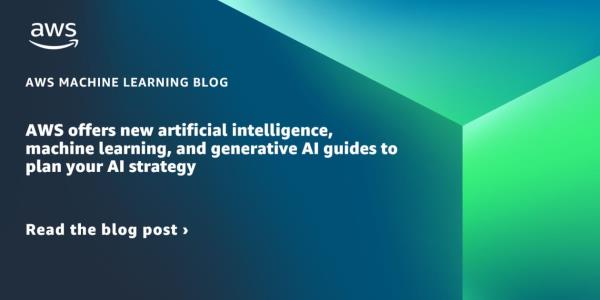 aws
AWS MACHINE LEARNING BLOG
AWS offers new artificial intelligence,
machine learning, and generative AI guides to
plan your AI strategy
Read the blog post ›